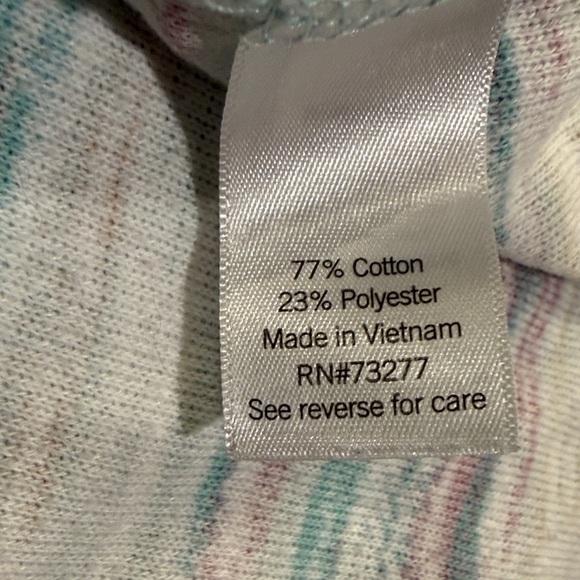 77% Cotton
23% Polyester
Made in Vietnam
RN#73277
See reverse for care